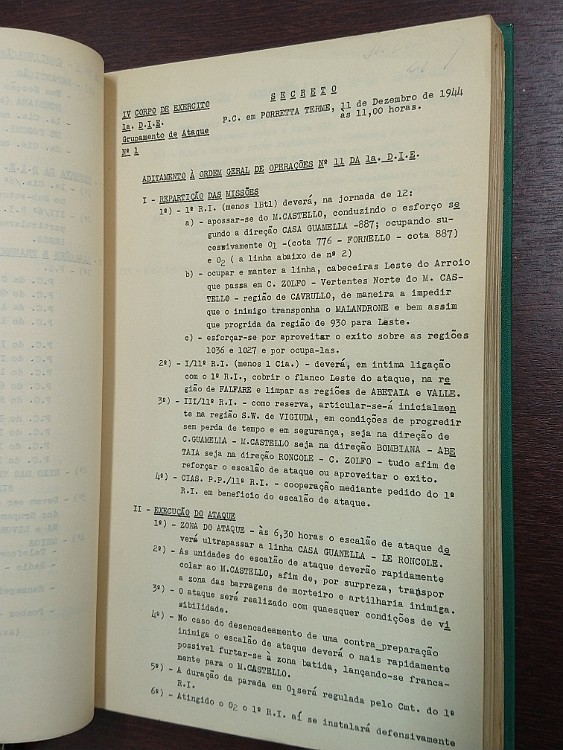 S E C R E T O
IV CORPO DE EXERCITO
1a. D.I.E.
Grupamento de Ataque
Nº 1
P.C. em PORRETTA TERME, 11 de Dezembro de 1944
às 11,00 horas.
ADITAMENTO À ORDEM GERAL DE OPERAÇÕES Nº 11 DA 1a. D.I.E.
I - REPARTIÇÃO DAS MISSÕES
1º) - 1º R.I. (menos 1Btl) deverá, na jornada de 12:
a) - apossar-se do M.CASTELLO, conduzindo o esforço se
gundo a direção CASA GUAMELLA -887; ocupando su-
cessivamente O1 -(cota 776 - FORNELLO - cota 887)
e O2 ( a linha abaixo de nº 2)
b) - ocupar e manter a linha, cabeceiras Leste do Arroio
que passa em C. ZOLFO - Vertentes Norte do M. CAS-
TELLO - região de CAVRULLO, de maneira a impedir
que o inimigo transponha o MALANDRONE e bem assim
que progrida da região de 930 para Leste.
c) - esforçar-se por aproveitar o exito sobre as regiões
1036 e 1027 e por ocupa-las.
2º) - I/11º R.I. (menos 1 Cia.) - deverá, em intima ligação
com o 1º R.I., cobrir o flanco Leste do ataque, na re
gião de FALFARE e limpar as regiões de ABETAIA e VALLE.
3º) - III/11º R.I. - como reserva, articular-se-á inicialmen
te na região S.W. de VIGIUDA, em condições de progredir
sem perda de tempo e em segurança, seja na direção de
C.GUAMELLA - M.CASTELLO seja na direção BOMBIANA - ABE
TAIA seja na direção RONCOLE - C. ZOLFO - tudo afim de
reforçar o escalão de ataque ou aproveitar o exito.
4º) - CIAS. P.P./11º R.I. - cooperação mediante pedido do 1º
R.I. em beneficio do escalão de ataque.
II - EXECUÇÃO DO ATAQUE
1º) - ZONA DO ATAQUE - às 6,30 horas o escalão de ataque de
verá ultrapassar a linha CASA GUANELLA - LE RONCOLE.
2º) - As unidades do escalão de ataque deverão rapidamente
colar ao M.CASTELLO, afim de, por surpreza, transpor
a zona das barragens de morteiro e artilharia inimiga.
3º) - O ataque será realizado com quaesquer condições de vi
sibilidade.
4º) - No caso do desencadeamento de uma contra preparação
inimiga o escalão de ataque deverá o mais rapidamente
possivel furtar-se à zona batida, lançando-se franca-
mente para o M.CASTELLO.
5º) - A duração da parada em O1 será regulada pelo Cmt. do 1º
R.I.
6º) - Atingido o O2 o 1º R.I. aí se instalará defensivamente